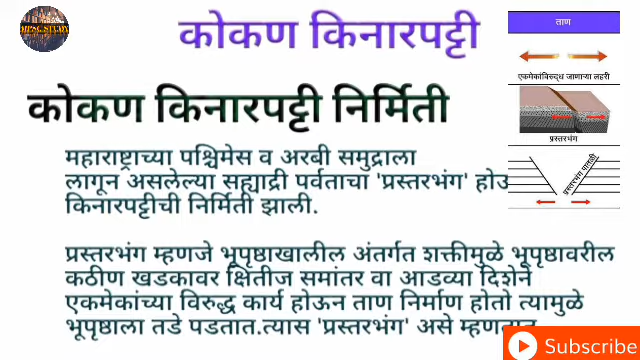 MPSC STUDY
कोकण किनारपट्टी
कोकण किनारपट्टी निर्मिती
महाराष्ट्राच्या पश्चिमेस व अरबी समुद्राला
लागून असलेल्या सह्याद्री पर्वताचा 'प्रस्तरभंग'
किनारपट्टीची निर्मिती झाली.
प्रस्तरभंग म्हणजे भूपृष्ठाखालील अंतर्गत शक्तीमुळे भूपृष्ठावरील
कठीण खडकावर क्षितीज समांतर वा आडव्या दिशेने
एकमेकांच्या विरुद्ध कार्य होऊन ताण निर्माण होतो त्यामुळे
भूपृष्ठाला तडे पडतात.त्यास 'प्रस्तरभंग' असे म्हणतात
ताण
एकमेकांविरुद्ध जाणाऱ्या लहरी
प्रस्तरभंग
प्रस्तरभंग पातळी
Subscribe